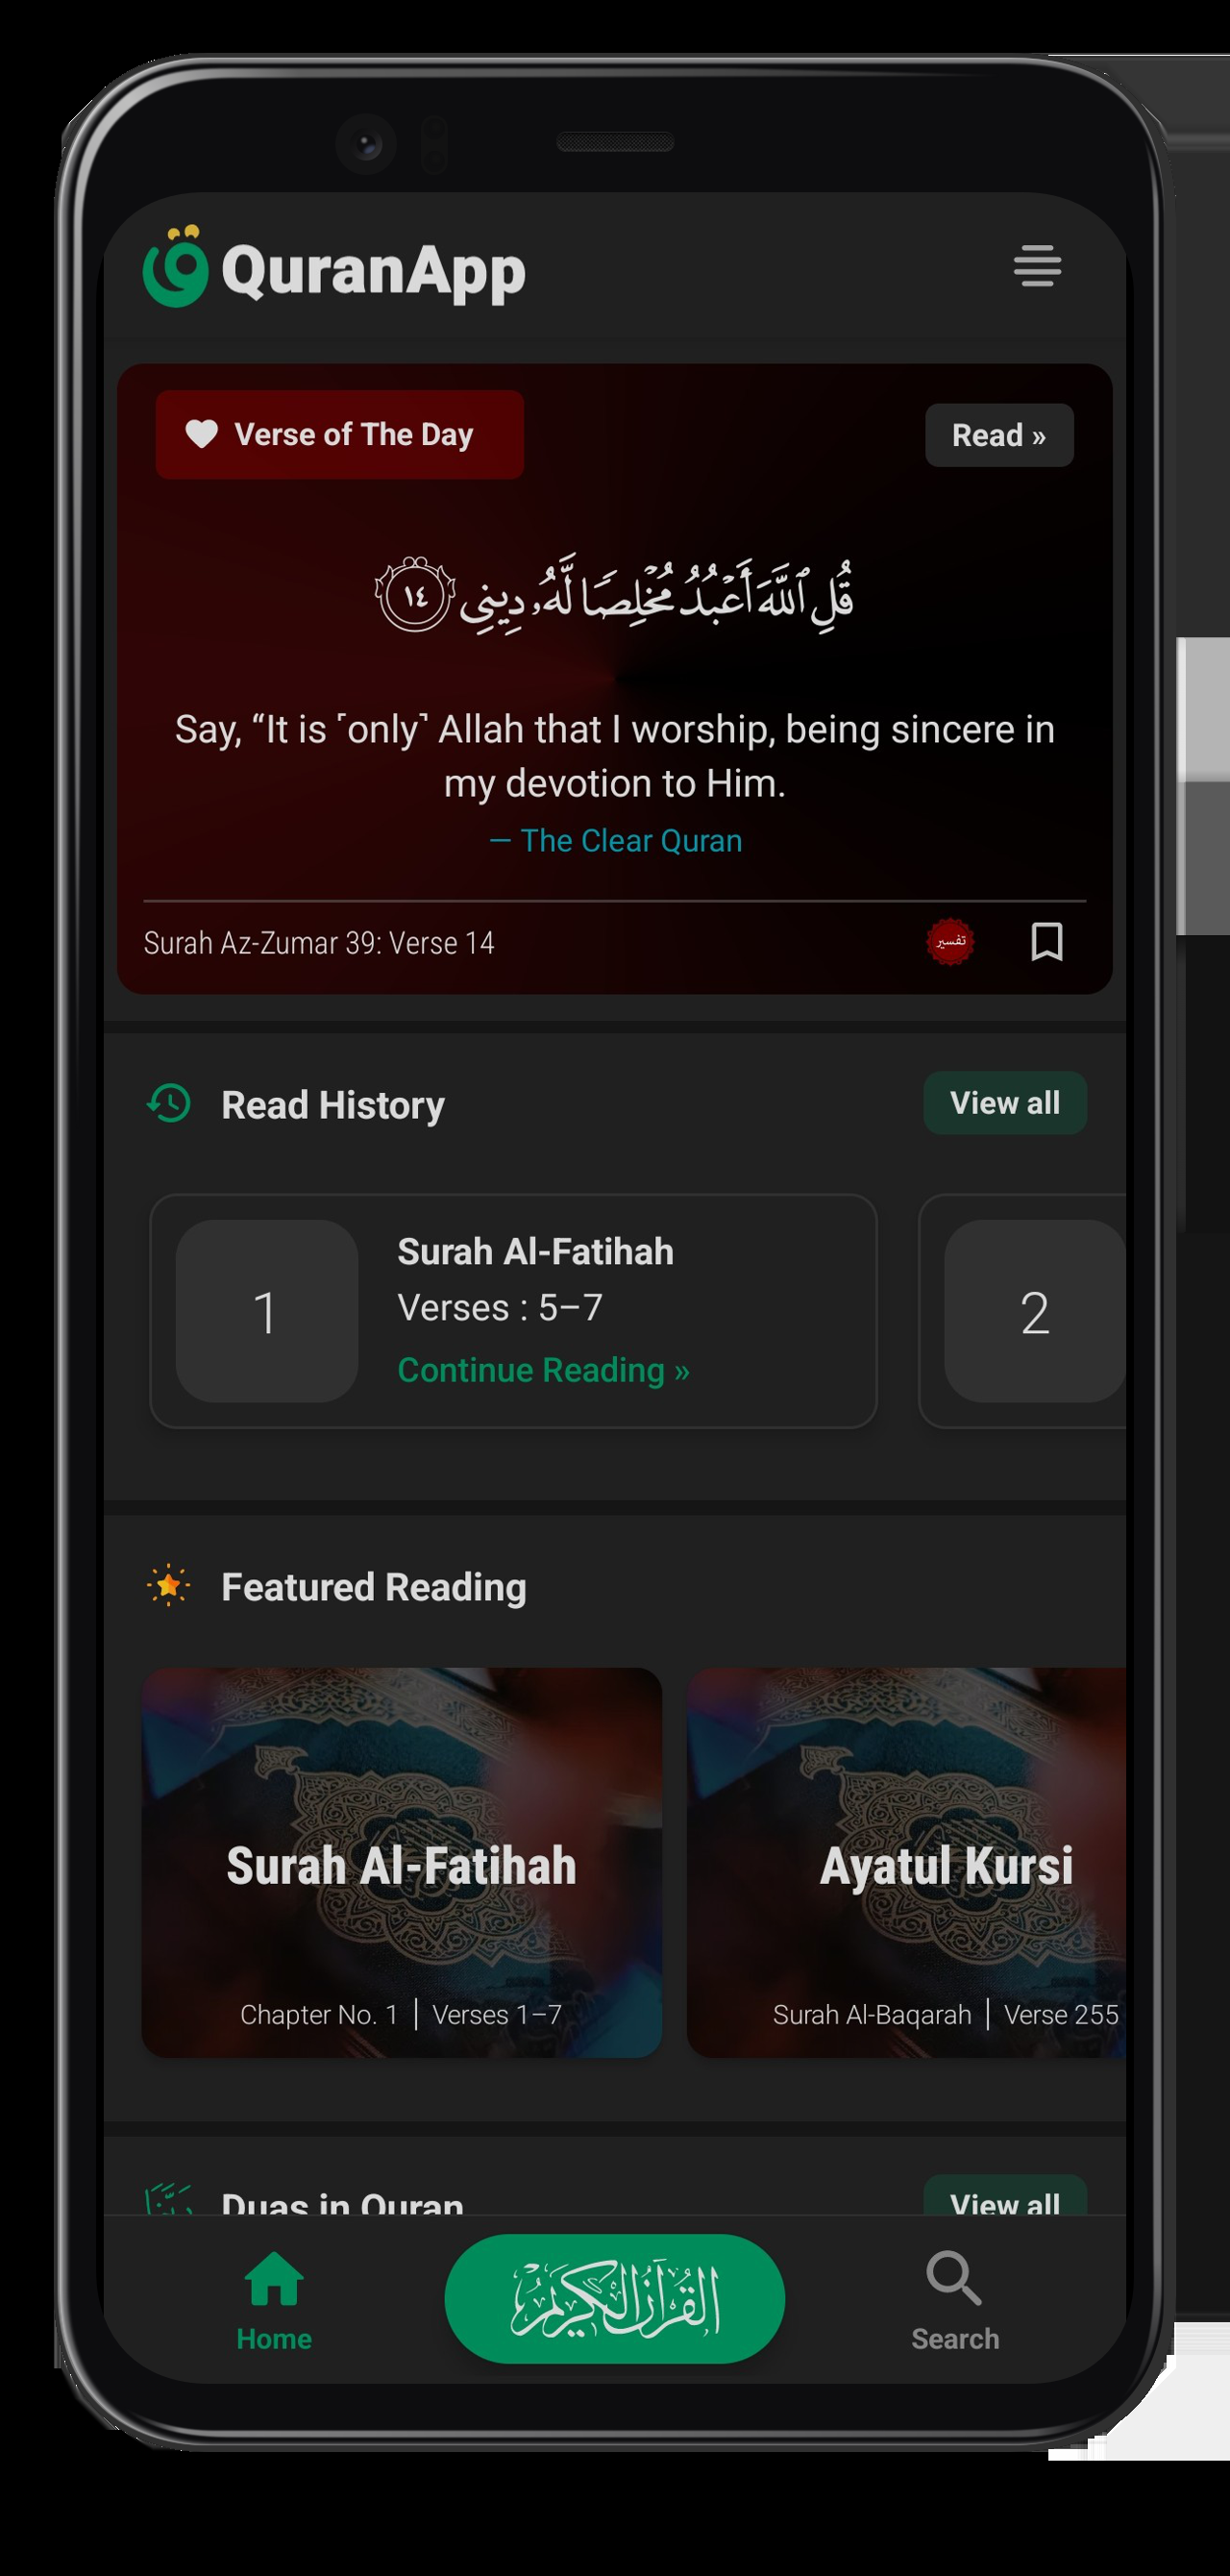 QuranApp
Verse of The Day
Read »
قُلِ ٱللَّهَ أَعْبُدُ مُخْلِصًا لَّهُۥ دِينِى ١٤
Say, “It is ˹only˺ Allah that I worship, being sincere in
my devotion to Him.
— The Clear Quran
Surah Az-Zumar 39: Verse 14
تفسير
Read History
View all
1
Surah Al-Fatihah
Verses : 5–7
Continue Reading »
2
Featured Reading
Surah Al-Fatihah
Chapter No. 1 | Verses 1–7
Ayatul Kursi
Surah Al-Baqarah | Verse 255
Duas in Quran
View all
Home
القرآن الكريم
Search